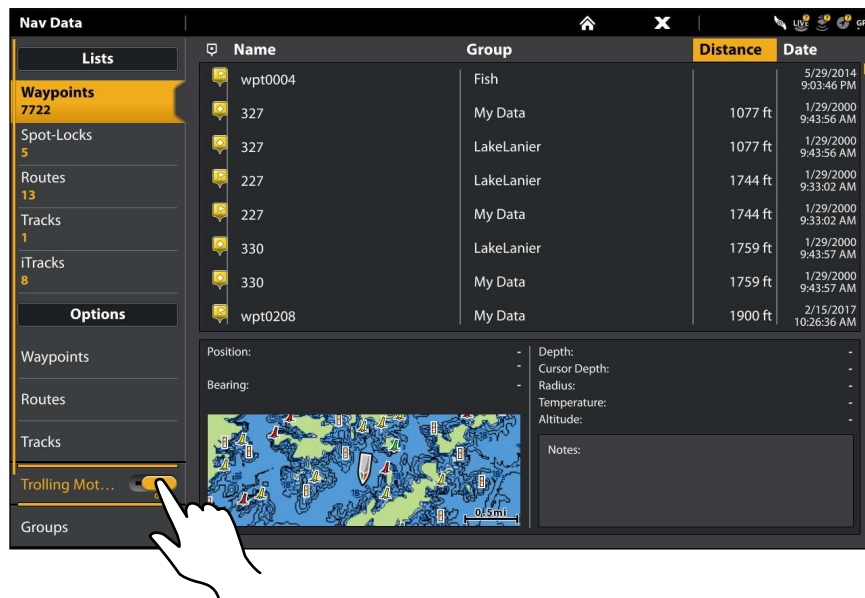 Nav Data
X
LIVE
Lists
Waypoints
7722
Spot-Locks
5
Routes
13
Tracks
1
iTracks
8
Options
Waypoints
Routes
Tracks
Trolling Mot...
Groups
Name Group Distance Date
wpt0004 Fish 5/29/2014
9:03:46 PM
327 My Data 1077 ft 1/29/2000
9:43:56 AM
327 LakeLanier 1077 ft 1/29/2000
9:43:56 AM
227 LakeLanier 1744 ft 1/29/2000
9:33:02 AM
227 My Data 1744 ft 1/29/2000
9:33:02 AM
330 LakeLanier 1759 ft 1/29/2000
9:43:57 AM
330 My Data 1759 ft 1/29/2000
9:43:57 AM
wpt0208 My Data 1900 ft 2/15/2017
10:26:36 AM
Position: -
-
Bearing: -
0.5mi
Depth: -
Cursor Depth: -
Radius: -
Temperature: -
Altitude: -
Notes: